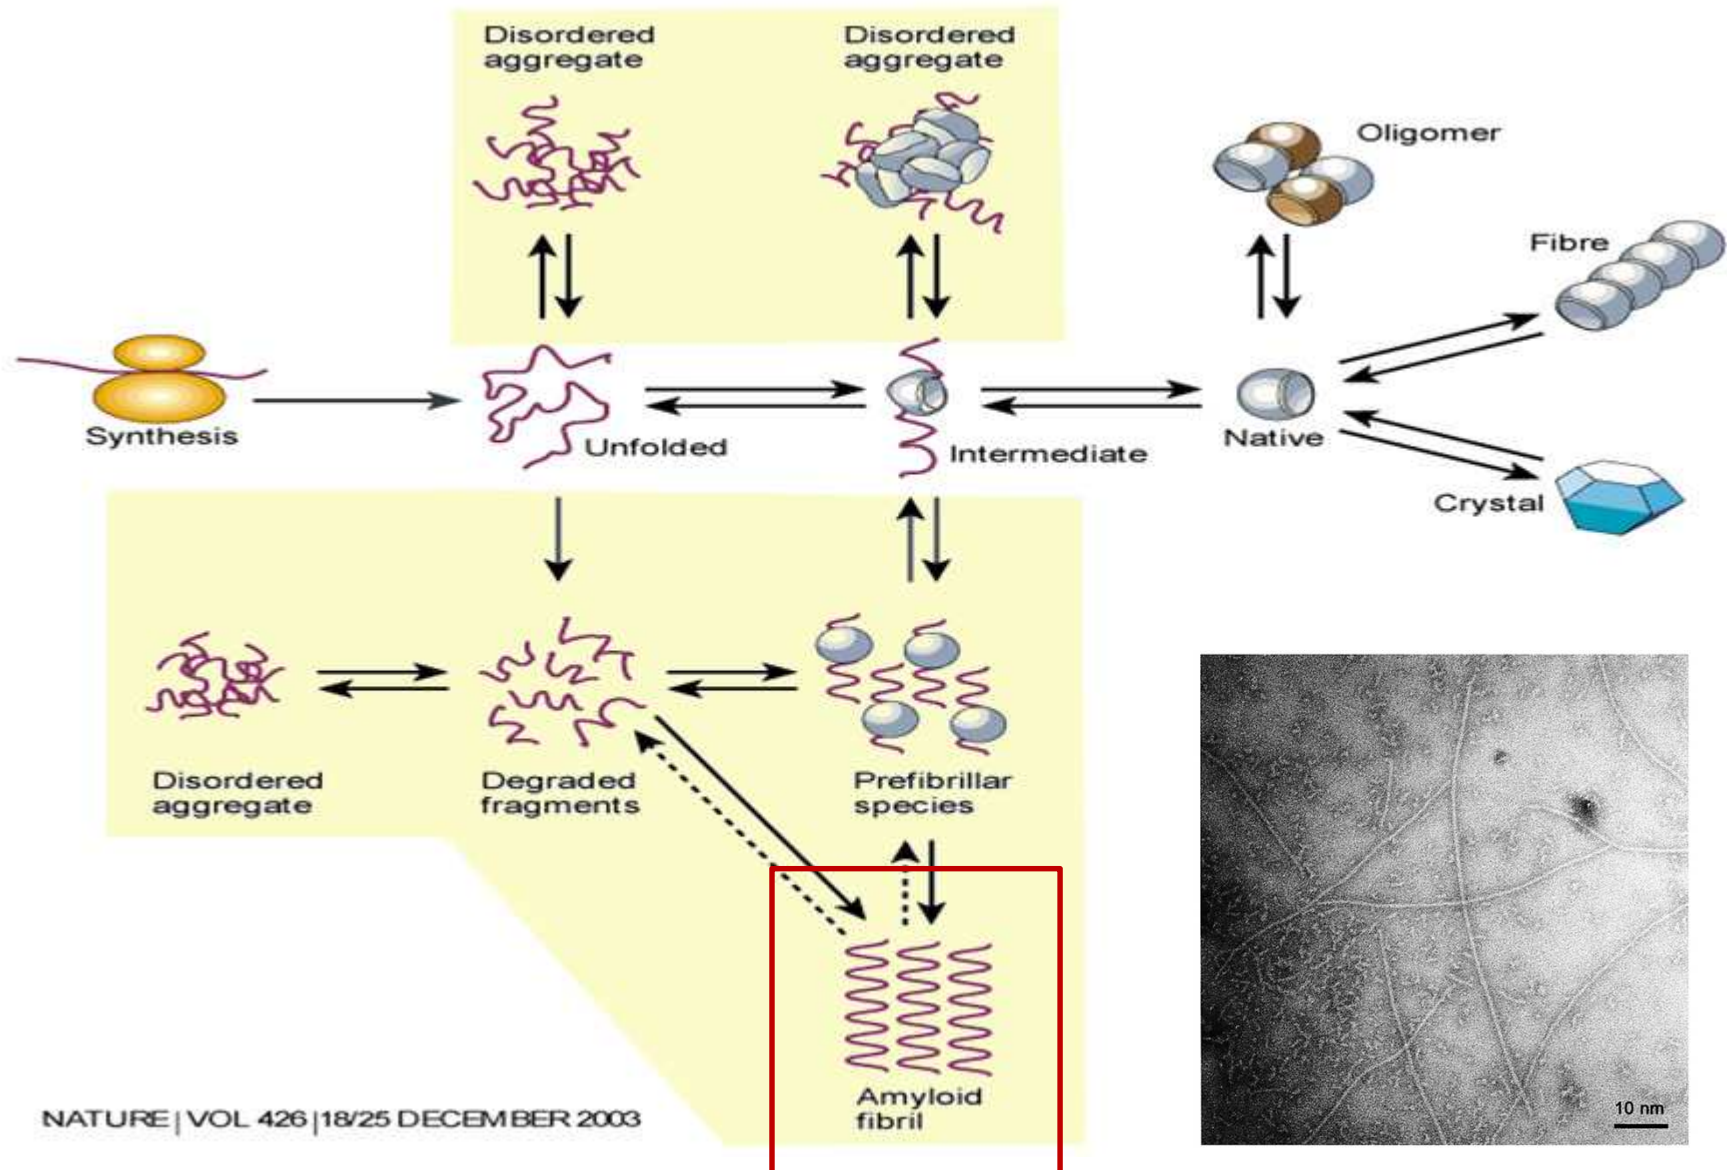 Disordered
aggregate
Disordered
aggregate
Oligomer
Fibre
Synthesis
Unfolded
Intermediate
Native
Crystal
Disordered
aggregate
Degraded
fragments
Prefibrillar
species
Amyloid
fibril
NATURE | VOL 426 | 18/25 DECEMBER 2003
10 nm